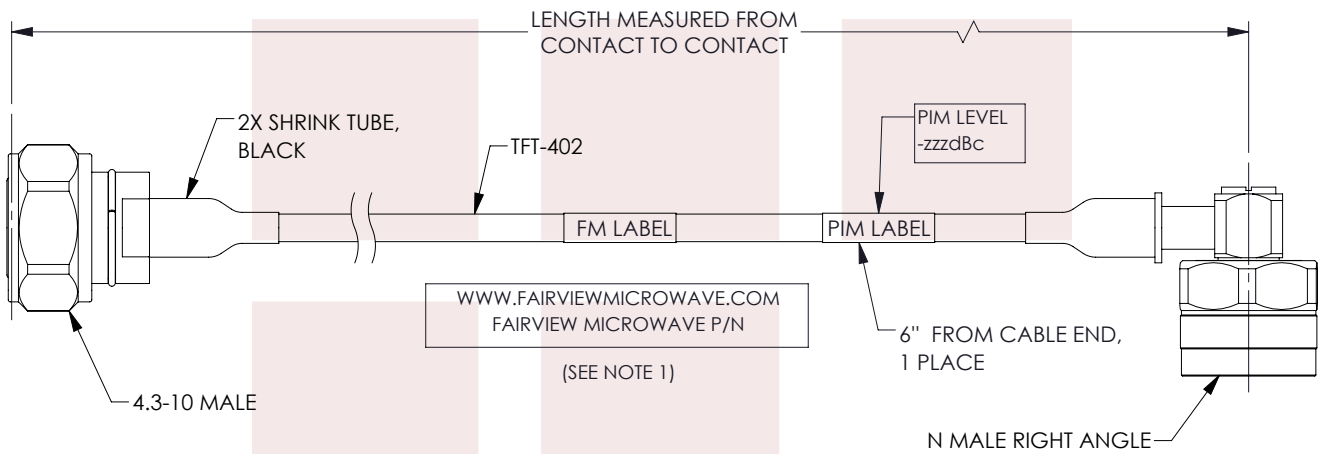 LENGTH MEASURED FROM
CONTACT TO CONTACT
2X SHRINK TUBE,
BLACK
TFT-402
PIM LEVEL
-zzzdBc
FM LABEL
PIM LABEL
WWW.FAIRVIEWMICROWAVE.COM
FAIRVIEW MICROWAVE P/N
(SEE NOTE 1)
6" FROM CABLE END,
1 PLACE
4.3-10 MALE
N MALE RIGHT ANGLE